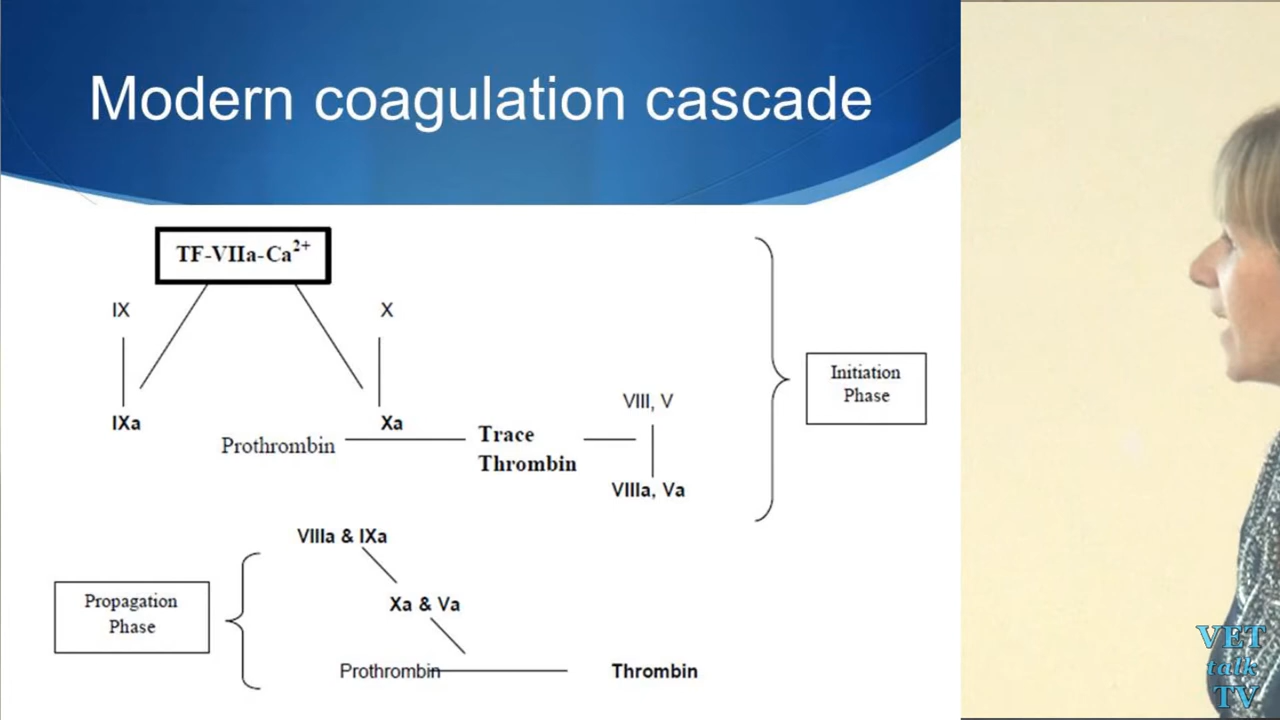 Modern coagulation cascade
TF-VIIa-Ca2+
IX
X
IXa
Xa
Prothrombin
Trace
Thrombin
VIII, V
VIIIa, Va
Initiation
Phase
VIIIa & IXa
Propagation
Phase
Xa & Va
Prothrombin
Thrombin
VET
talk
TV